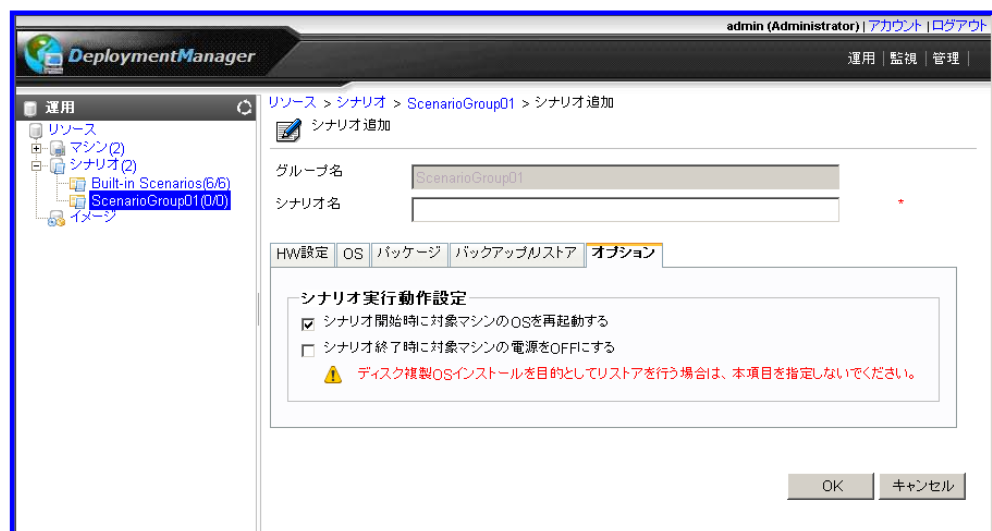 admin (Administrator) | アカウント | ログアウト
DeploymentManager
運用 | 監視 | 管理 |
運用
リソース
マシン(2)
シナリオ(2)
Built-in Scenarios(6/6)
ScenarioGroup01(0/0)
イメージ
リソース > シナリオ > ScenarioGroup01 > シナリオ追加
シナリオ追加
グループ名
ScenarioGroup01
シナリオ名
*
HW設定 OS パッケージ バックアップ/リストア オプション
シナリオ実行動作設定
シナリオ開始時に対象マシンのOSを再起動する
シナリオ終了時に対象マシンの電源をOFFにする
ディスク複製OSインストールを目的としてリストアを行う場合は、本項目を指定しないでください。
OK キャンセル